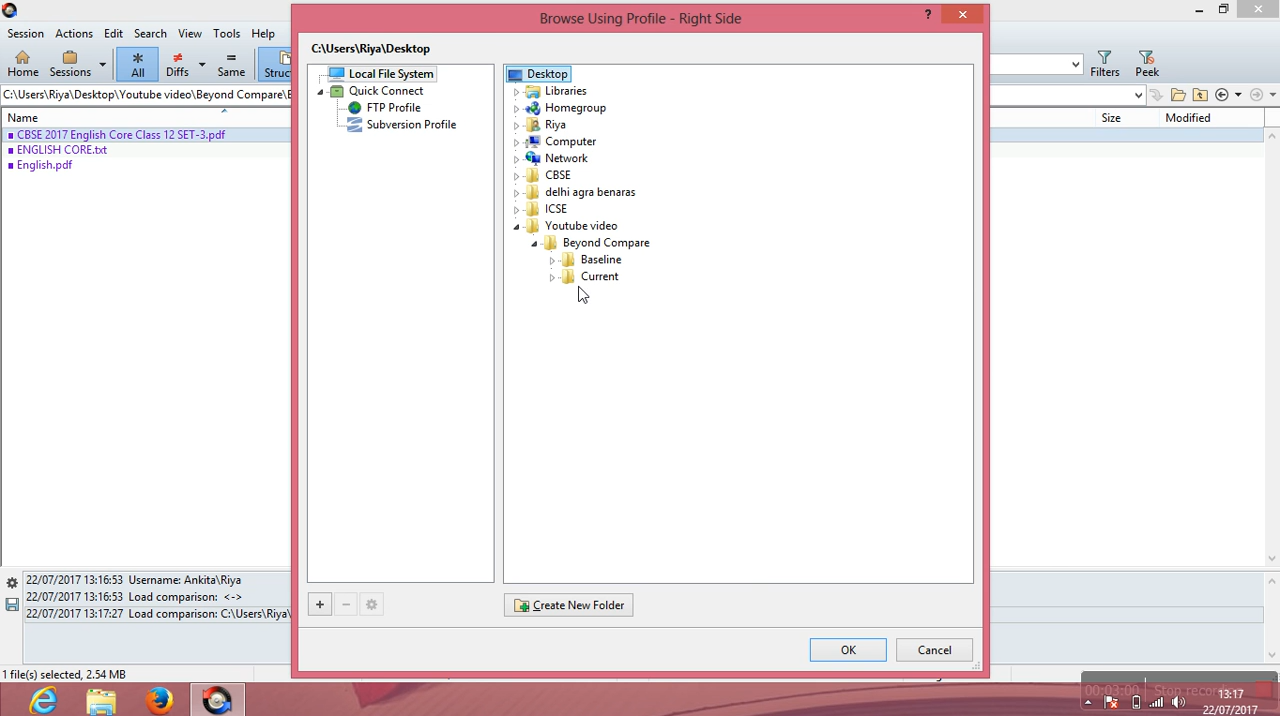 Browse Using Profile - Right Side
?
Session Actions Edit Search View Tools Help
C:\Users\Riya\Desktop
Home Sessions All Diffs Same Struct
Filters Peek
C:\Users\Riya\Desktop\Youtube video\Beyond Compare\B
Name
Size Modified
CBSE 2017 English Core Class 12 SET-3.pdf
ENGLISH CORE.txt
English.pdf
Local File System
Quick Connect
FTP Profile
Subversion Profile
Desktop
Libraries
Homegroup
Riya
Computer
Network
CBSE
delhi agra benaras
ICSE
Youtube video
Beyond Compare
Baseline
Current
Create New Folder
OK Cancel
22/07/2017 13:16:53 Username: Ankita\Riya
22/07/2017 13:16:53 Load comparison: <->
22/07/2017 13:17:27 Load comparison: C:\Users\Riya\
1 file(s) selected, 2.54 MB
00:03:00 Stop
13:17
22/07/2017